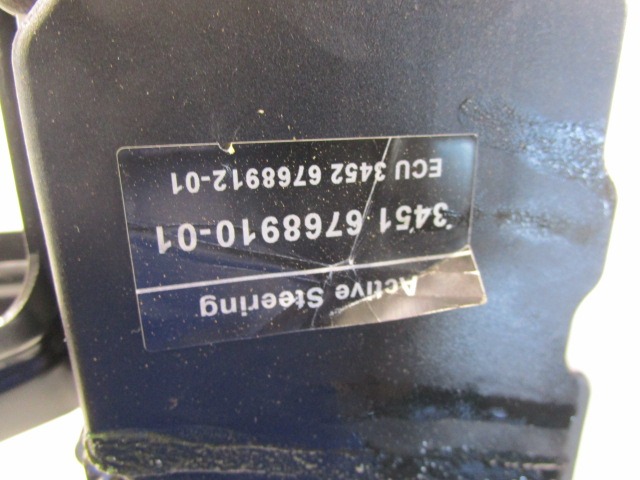 Active Steering
3451 6768910-01
ECU 3452 6768912-01